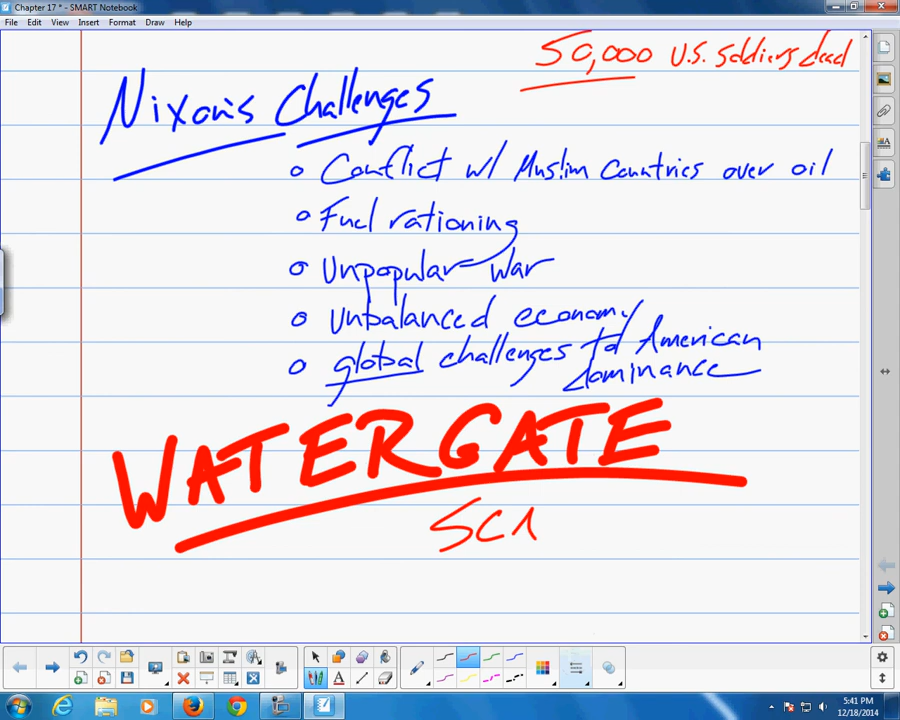 Chapter 17 * - SMART Notebook
File Edit View Insert Format Draw Help
50,000 U.S. Soldiers dead
Nixon's Challenges
o Conflict w/ Muslim Countries over oil
o Fuel rationing
o Unpopular war
o Unbalanced economy
o global challenges to American
dominance
WATERGATE
SCA
5:41 PM
12/18/2014